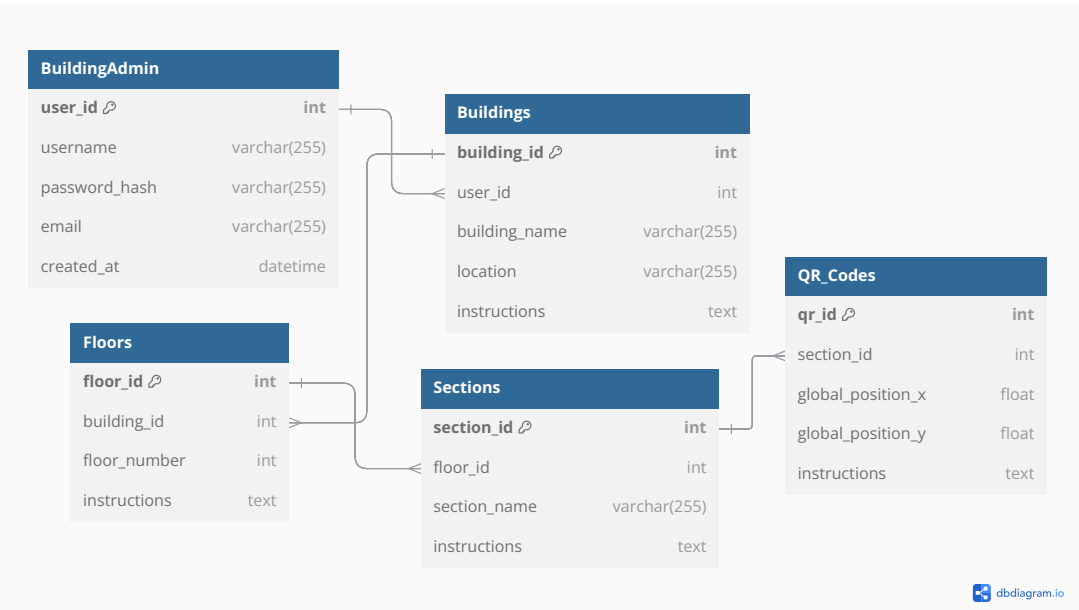 BuildingAdmin
user_id int
username varchar(255)
password_hash varchar(255)
email varchar(255)
created_at datetime
Buildings
building_id int
user_id int
building_name varchar(255)
location varchar(255)
instructions text
Floors
floor_id int
building_id int
floor_number int
instructions text
Sections
section_id int
floor_id int
section_name varchar(255)
instructions text
QR_Codes
qr_id int
section_id int
global_position_x float
global_position_y float
instructions text
dbdiagram.io